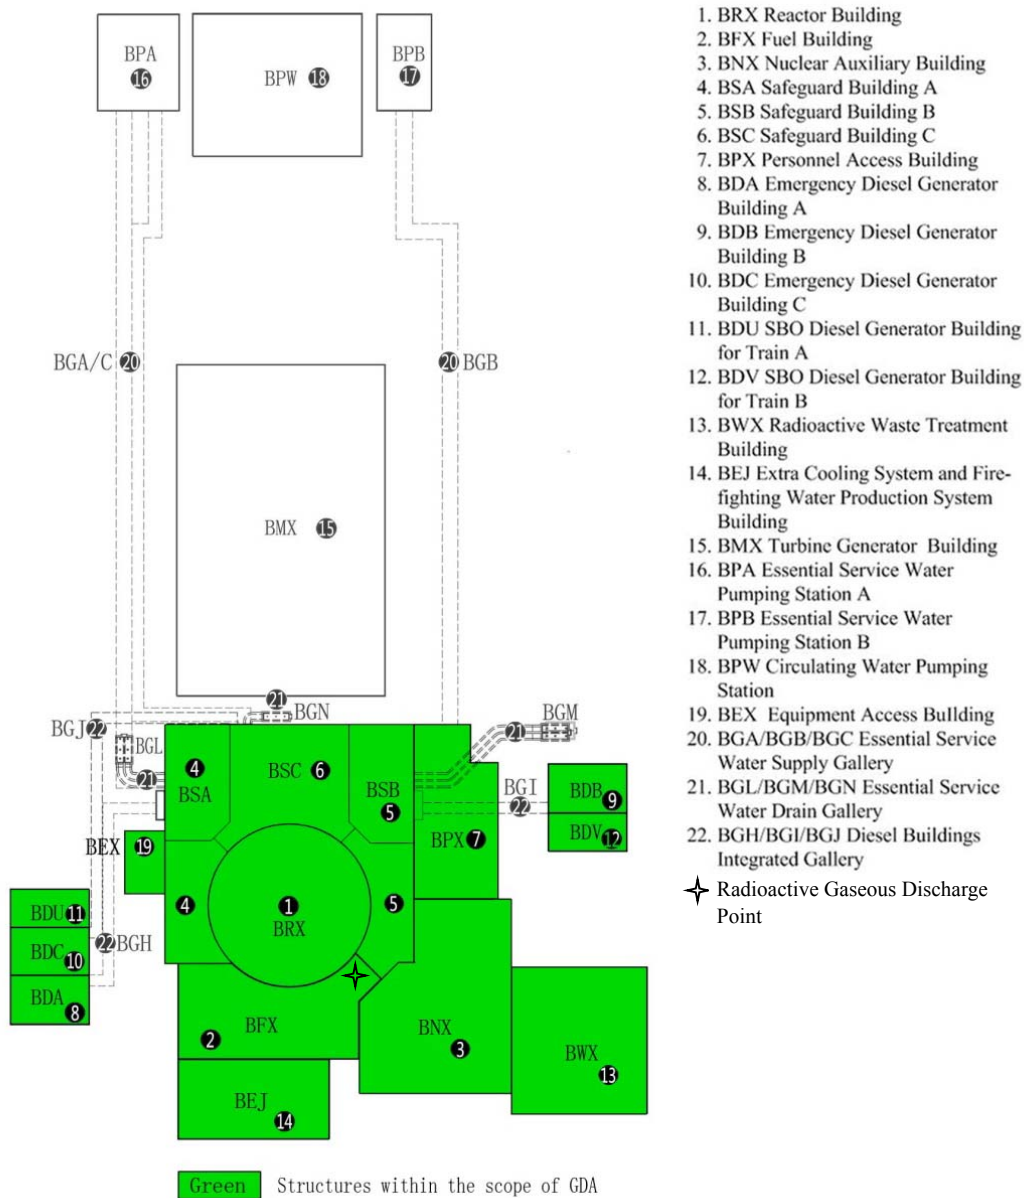 BPA
16
BPW 18
BPB
17
BGA/C 20
20 BGB
BMX 15
21
BGN
BGJ 22
BGL
21
21
BGM
4
BSA
BSC 6
BSB
5
BGI
22
BDB
9
BDV
12
BPX 7
BEX 19
4
1
BRX
5
BDU 11
BDC
10
BDA
8
22 BGH
BFX
2
BNX
3
BWX
13
BEJ
14
Green Structures within the scope of GDA
1. BRX Reactor Building
2. BFX Fuel Building
3. BNX Nuclear Auxiliary Building
4. BSA Safeguard Building A
5. BSB Safeguard Building B
6. BSC Safeguard Building C
7. BPX Personnel Access Building
8. BDA Emergency Diesel Generator
Building A
9. BDB Emergency Diesel Generator
Building B
10. BDC Emergency Diesel Generator
Building C
11. BDU SBO Diesel Generator Building
for Train A
12. BDV SBO Diesel Generator Building
for Train B
13. BWX Radioactive Waste Treatment
Building
14. BEJ Extra Cooling System and Fire-
fighting Water Production System
Building
15. BMX Turbine Generator Building
16. BPA Essential Service Water
Pumping Station A
17. BPB Essential Service Water
Pumping Station B
18. BPW Circulating Water Pumping
Station
19. BEX Equipment Access Building
20. BGA/BGB/BGC Essential Service
Water Supply Gallery
21. BGL/BGM/BGN Essential Service
Water Drain Gallery
22. BGH/BGI/BGJ Diesel Buildings
Integrated Gallery
Radioactive Gaseous Discharge
Point